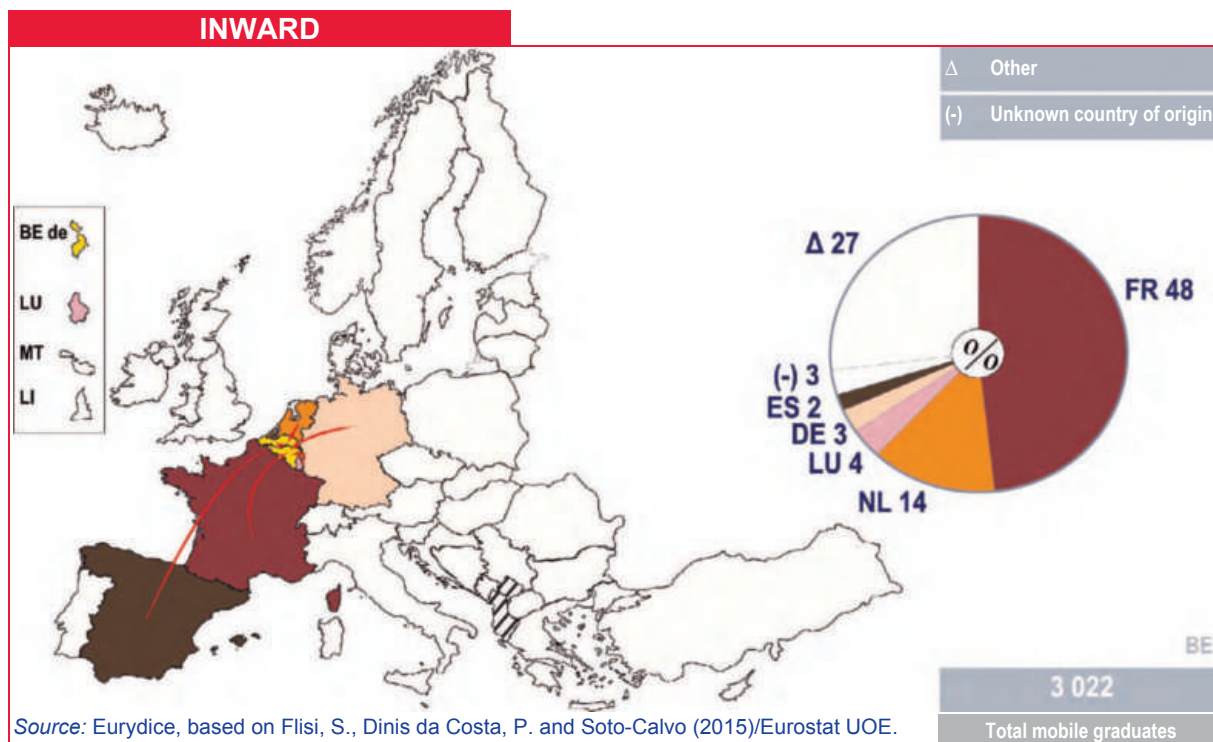 INWARD
Δ Other
(-) Unknown country of origin
BE de
LU
MT
LI
Δ 27
FR 48
%
(-) 3
ES 2
DE 3
LU 4
NL 14
BE
3 022
Total mobile graduates
Source: Eurydice, based on Flisi, S., Dinis da Costa, P. and Soto-Calvo (2015)/Eurostat UOE.